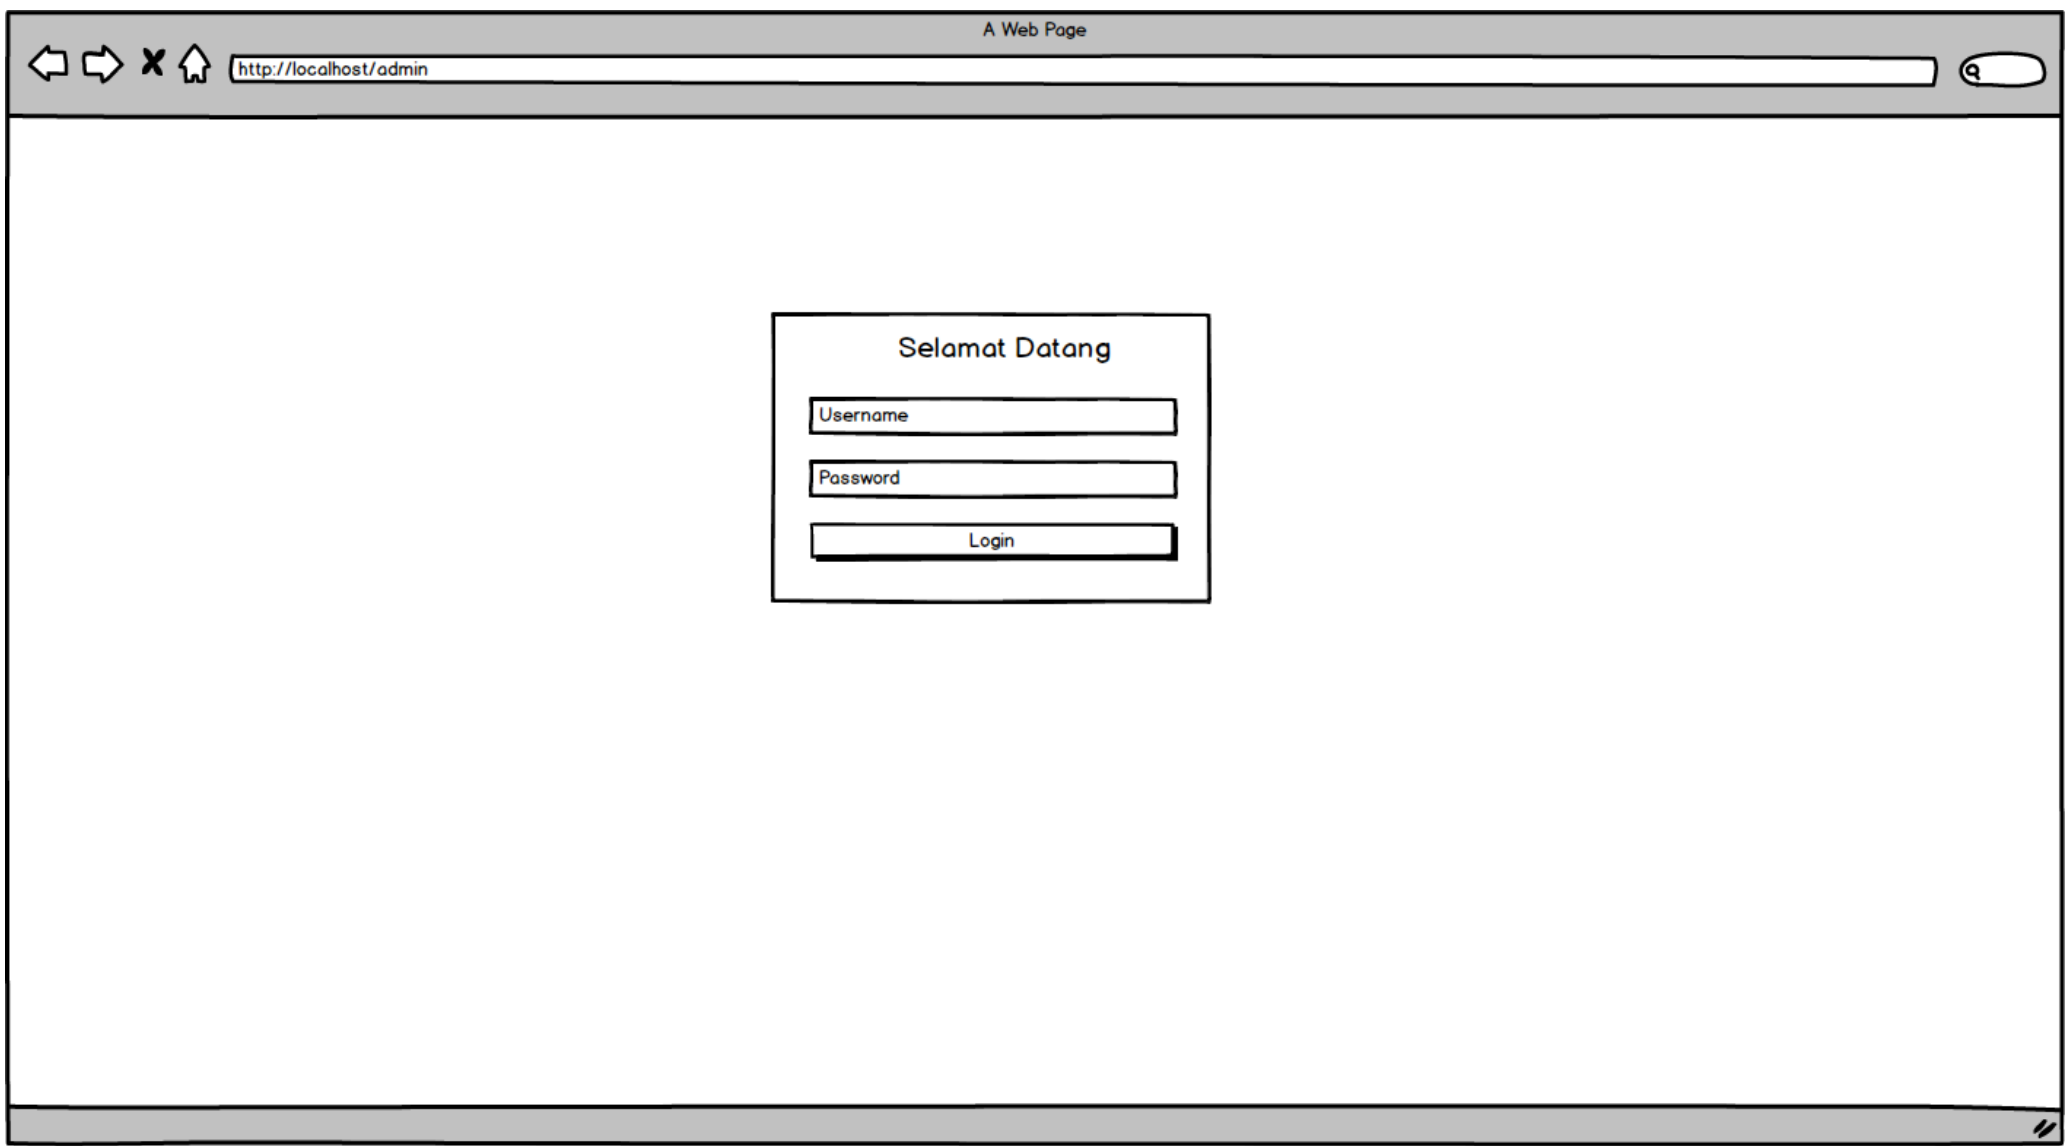 A Web Page
http://localhost/admin
Selamat Datang
Username
Password
Login